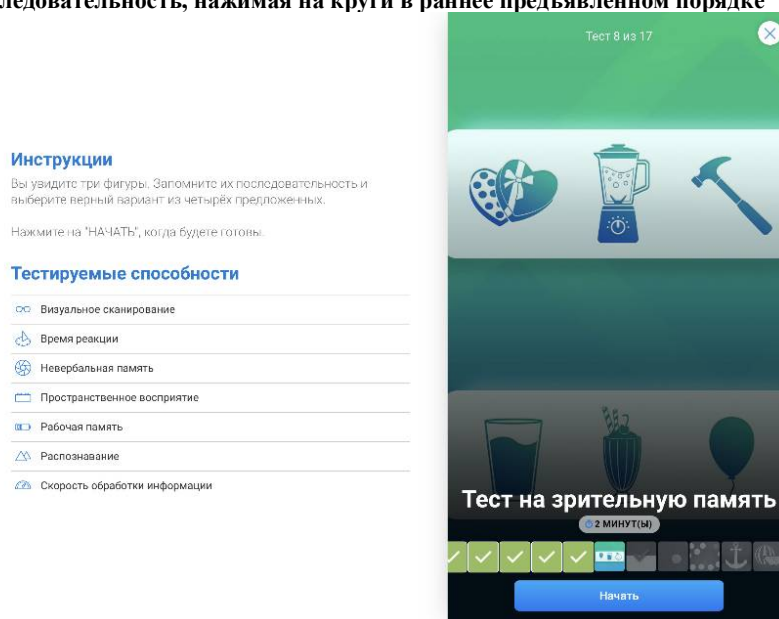 ледовательность, нажимая на круги в раннее предъявленном порядке
Тест 8 из 17
Инструкции
Вы увидите три фигуры. Запомните их последовательность и
выберите верный вариант из четырёх предложенных.
Нажмите на "НАЧАТЬ", когда будете готовы.
Тестируемые способности
Визуальное сканирование
Время реакции
Невербальная память
Пространственное восприятие
Рабочая память
Распознавание
Скорость обработки информации
Тест на зрительную память
2 МИНУТ(Ы)
Начать